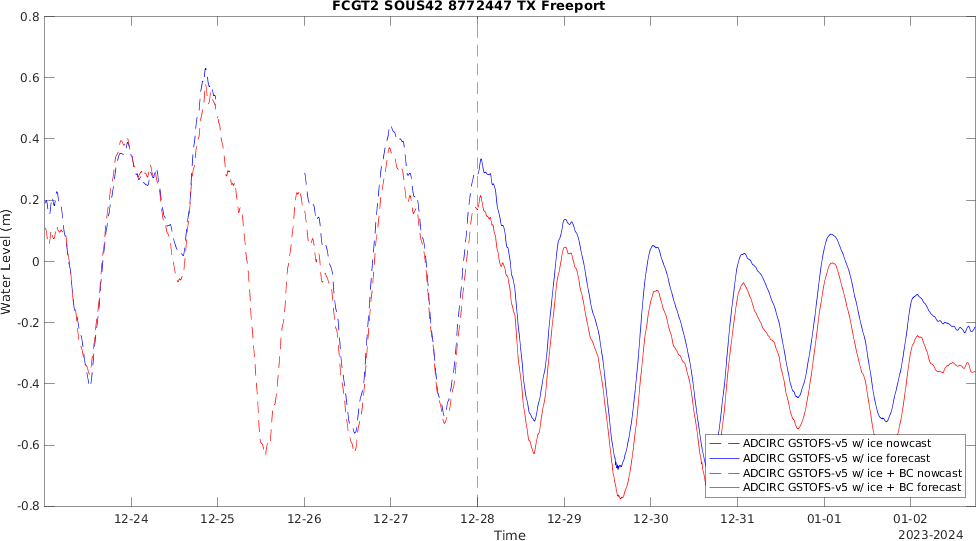 FCGT2 SOUS42 8772447 TX Freeport
Water Level (m)
0.8
0.6
0.4
0.2
0
-0.2
-0.4
-0.6
-0.8
ADCIRC GSTOFS-v5 w/ ice nowcast
ADCIRC GSTOFS-v5 w/ ice forecast
ADCIRC GSTOFS-v5 w/ ice + BC nowcast
ADCIRC GSTOFS-v5 w/ ice + BC forecast
12-24 12-25 12-26 12-27 12-28 12-29 12-30 12-31 01-01 01-02
Time
2023-2024